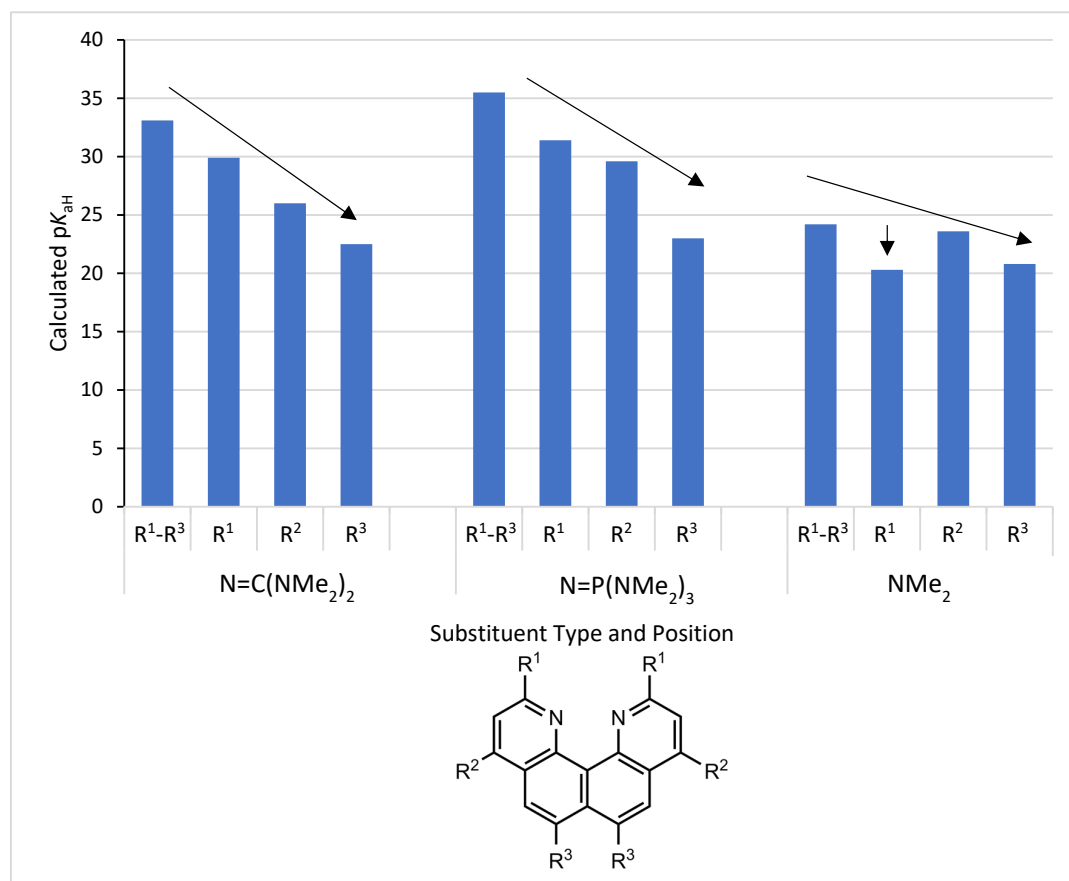 40
35
30
25
20
15
10
5
0
Calculated pKaH
R¹-R³ R¹ R² R³ R¹-R³ R¹ R² R³ R¹-R³ R¹ R² R³
N=C(NMe₂)₂ N=P(NMe₂)₃ NMe₂
Substituent Type and Position
R¹ R¹
N N
R² R²
R³ R³